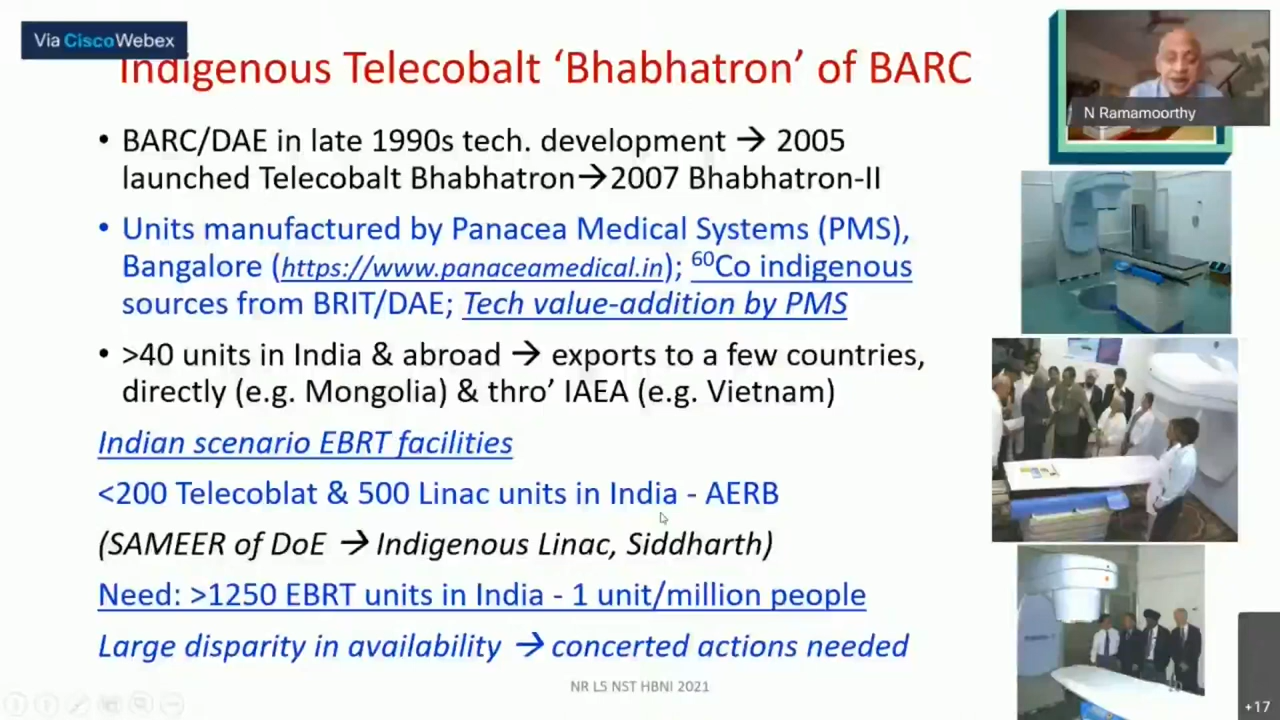 Via Cisco Webex
Indigenous Telecobalt ‘Bhabhatron’ of BARC
N Ramamoorthy
• BARC/DAE in late 1990s tech. development → 2005
launched Telecobalt Bhabhatron→2007 Bhabhatron-II
• Units manufactured by Panacea Medical Systems (PMS),
Bangalore (https://www.panaceamedical.in); ⁶⁰Co indigenous
sources from BRIT/DAE; Tech value-addition by PMS
• >40 units in India & abroad → exports to a few countries,
directly (e.g. Mongolia) & thro’ IAEA (e.g. Vietnam)
Indian scenario EBRT facilities
<200 Telecoblat & 500 Linac units in India - AERB
(SAMEER of DoE → Indigenous Linac, Siddharth)
Need: >1250 EBRT units in India - 1 unit/million people
Large disparity in availability → concerted actions needed
NR LS NST HBNI 2021
+17